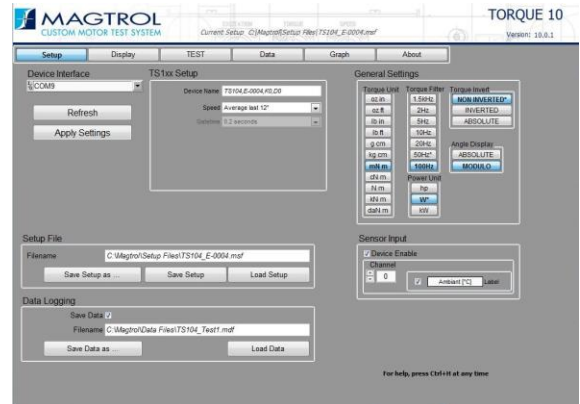 MAGTROL
CUSTOM MOTOR TEST SYSTEM
Current Setup C:\Magtrol\Setup Files\TS104_E-0004.msf
TORQUE 10
Version: 10.0.1
Setup Display TEST Data Graph About
Device Interface
COM9
Refresh
Apply Settings
TS1xx Setup
Device Name TS104,E-0004,F0,D0
Speed Average last 12°
0.2 seconds
General Settings
Torque Unit
oz in
oz ft
lb in
lb ft
g cm
kg cm
mN m
cN m
N m
kN m
daN m
Torque Filter
1.5kHz
2Hz
5Hz
10Hz
20Hz
50Hz*
100Hz
Power Unit
hp
W*
kW
Torque Invert
NON INVERTED*
INVERTED
ABSOLUTE
Angle Display
ABSOLUTE
MODULO
Setup File
Filename C:\Magtrol\Setup Files\TS104_E-0004.msf
Save Setup as ... Save Setup Load Setup
Sensor Input
Device Enable
Channel
0 Ambiant [°C] Label
Data Logging
Save Data
Filename C:\Magtrol\Data Files\TS104_Test1.mdf
Save Data as ... Load Data
For help, press Ctrl+H at any time